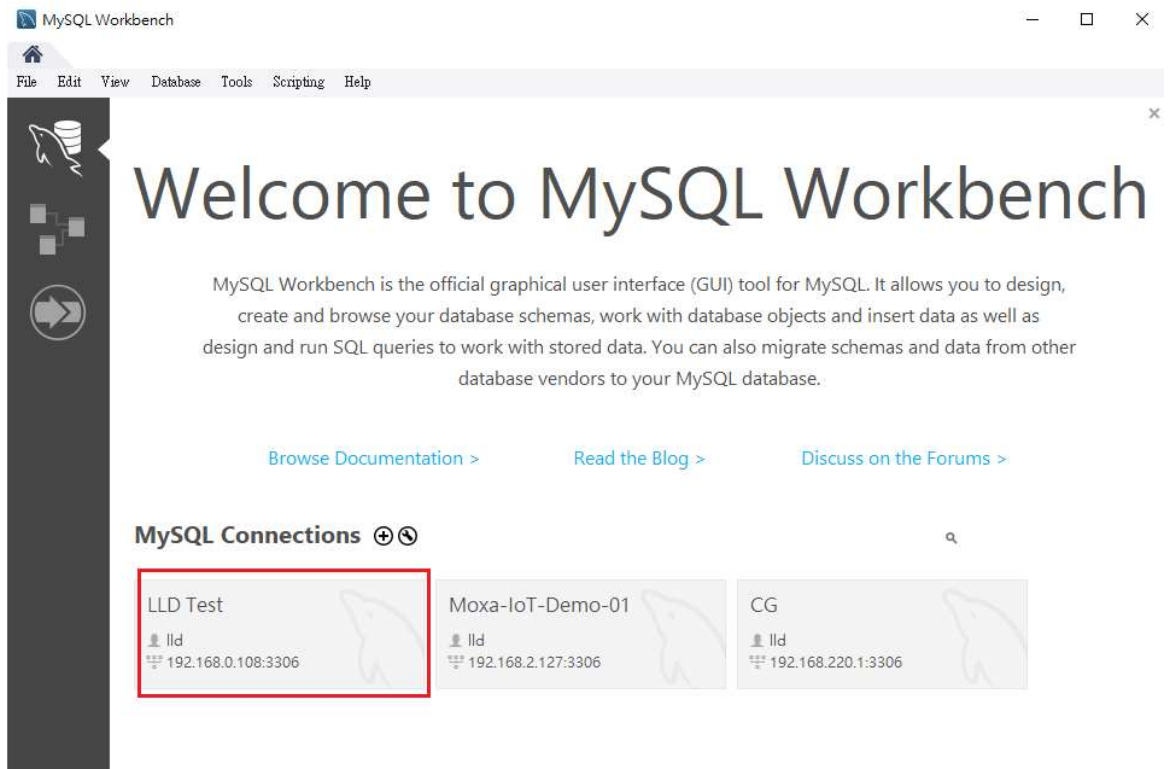 MySQL Workbench
File Edit View Database Tools Scripting Help
Welcome to MySQL Workbench
MySQL Workbench is the official graphical user interface (GUI) tool for MySQL. It allows you to design,
create and browse your database schemas, work with database objects and insert data as well as
design and run SQL queries to work with stored data. You can also migrate schemas and data from other
database vendors to your MySQL database.
Browse Documentation > Read the Blog > Discuss on the Forums >
MySQL Connections
LLD Test
lld
192.168.0.108:3306
Moxa-IoT-Demo-01
lld
192.168.2.127:3306
CG
lld
192.168.220.1:3306